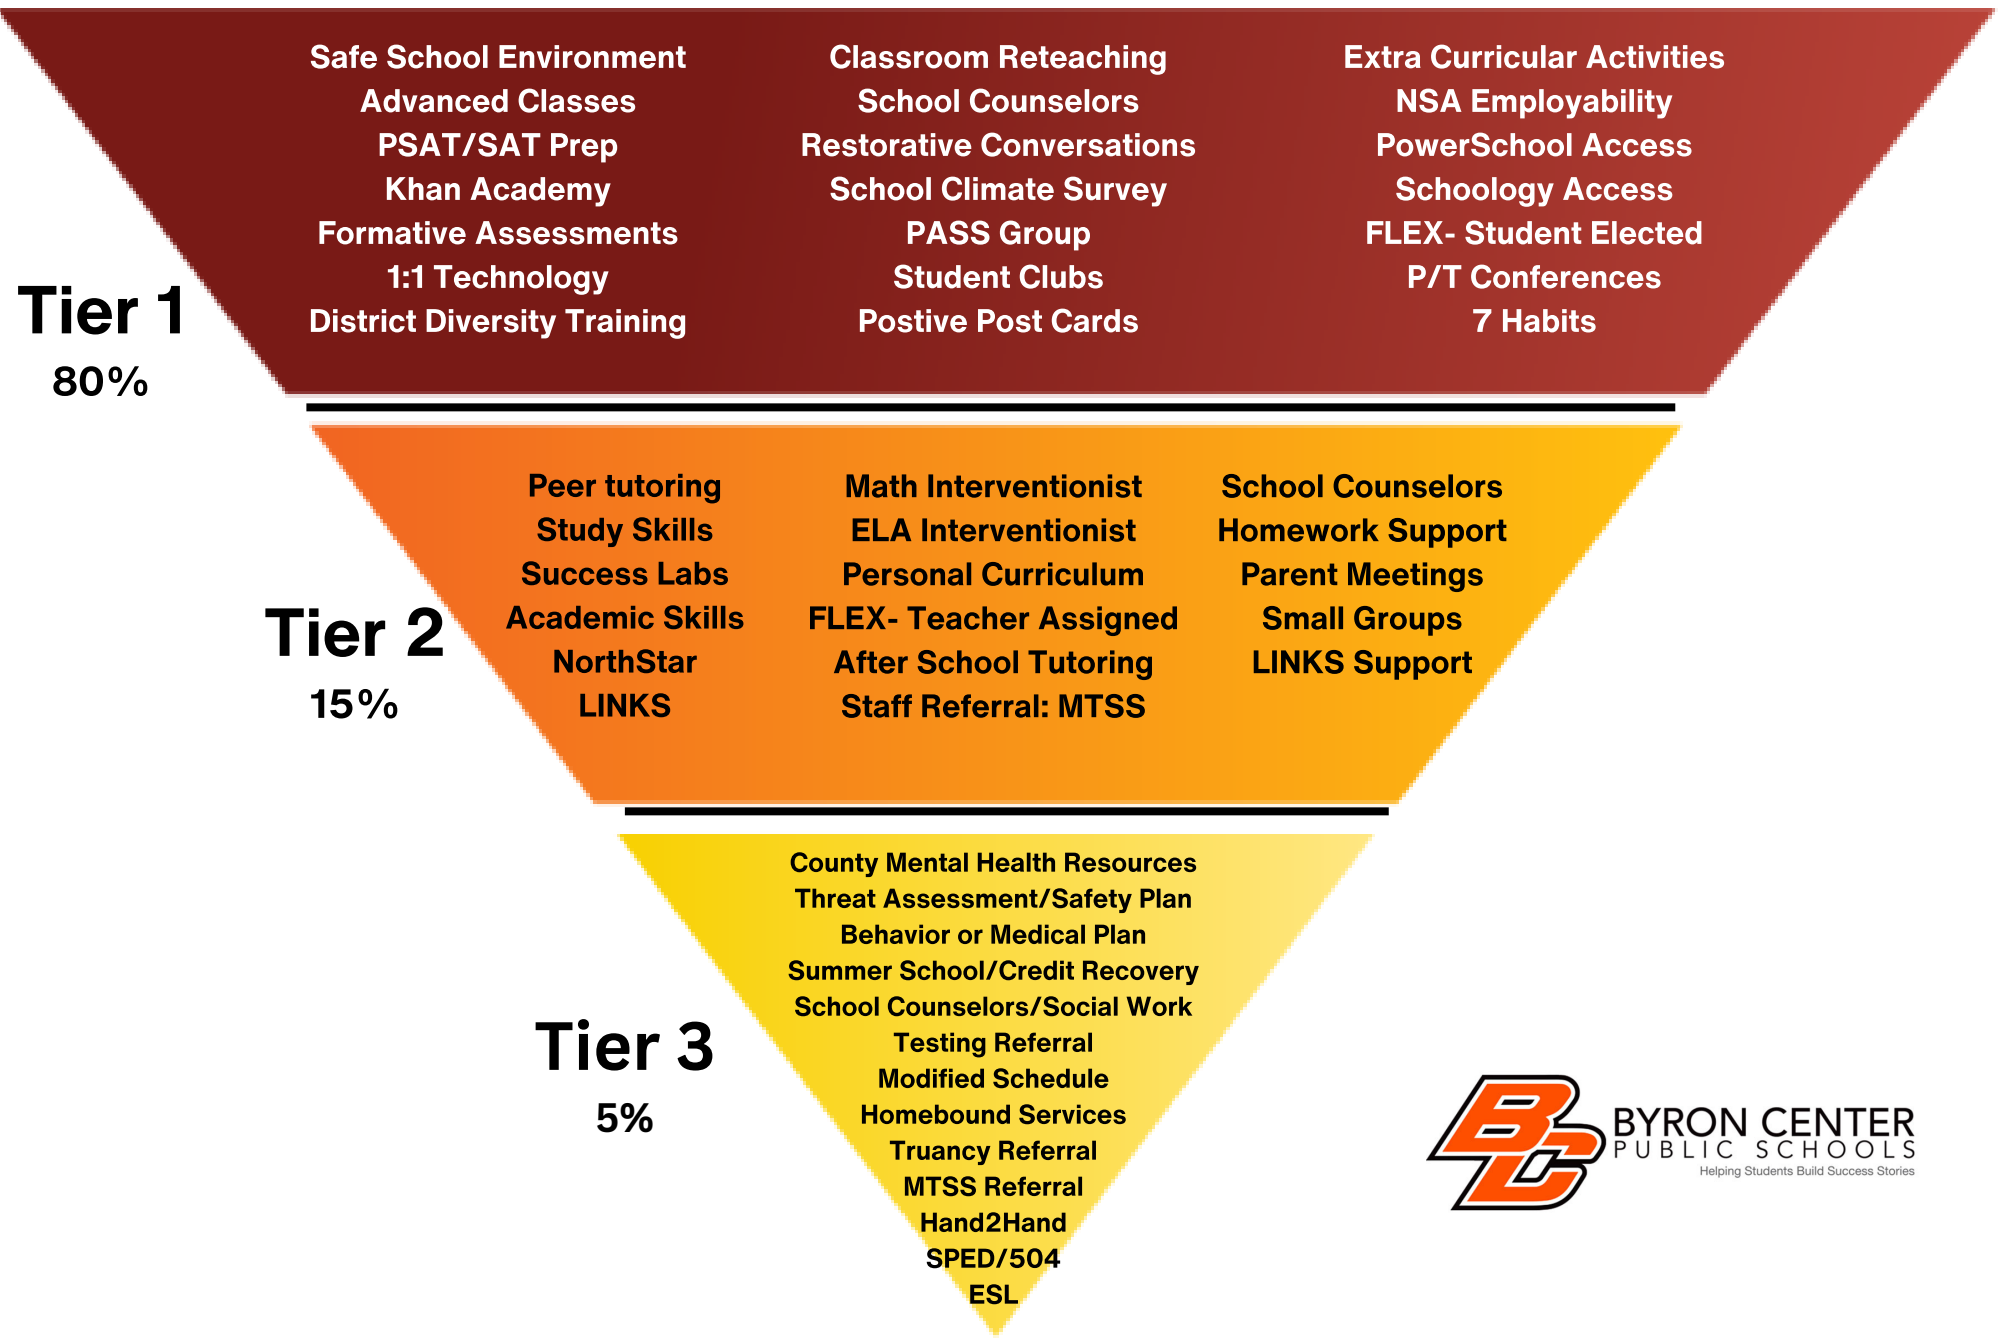 Safe School Environment
Advanced Classes
PSAT/SAT Prep
Khan Academy
Formative Assessments
1:1 Technology
District Diversity Training
Classroom Reteaching
School Counselors
Restorative Conversations
School Climate Survey
PASS Group
Student Clubs
Postive Post Cards
Extra Curricular Activities
NSA Employability
PowerSchool Access
Schoology Access
FLEX- Student Elected
P/T Conferences
7 Habits
Tier 1
80%
Peer tutoring
Study Skills
Success Labs
Academic Skills
NorthStar
LINKS
Math Interventionist
ELA Interventionist
Personal Curriculum
FLEX- Teacher Assigned
After School Tutoring
Staff Referral: MTSS
School Counselors
Homework Support
Parent Meetings
Small Groups
LINKS Support
Tier 2
15%
County Mental Health Resources
Threat Assessment/Safety Plan
Behavior or Medical Plan
Summer School/Credit Recovery
School Counselors/Social Work
Testing Referral
Modified Schedule
Homebound Services
Truancy Referral
MTSS Referral
Hand2Hand
SPED/504
ESL
Tier 3
5%
BC
BYRON CENTER
PUBLIC SCHOOLS
Helping Students Build Success Stories